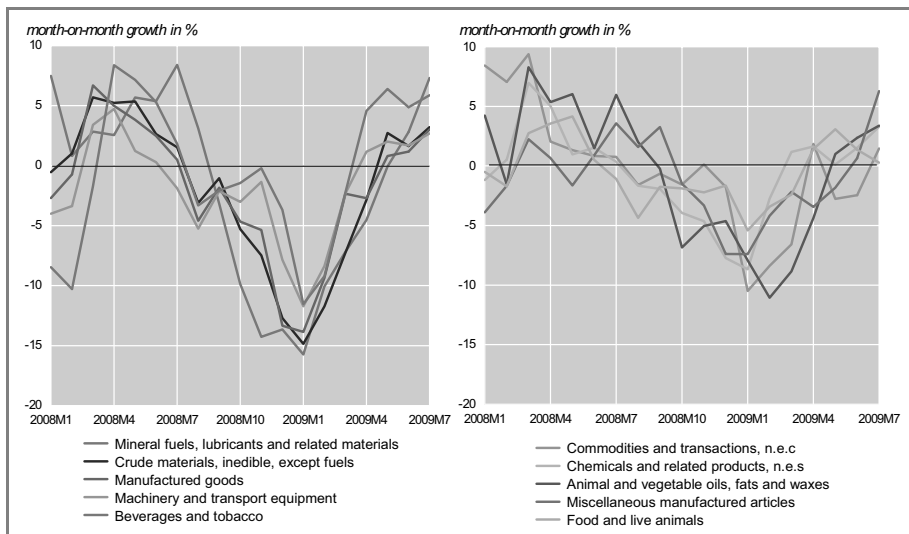 month-on-month growth in %
10
5
0
-5
-10
-15
-20
2008M1 2008M4 2008M7 2008M10 2009M1 2009M4 2009M7
Mineral fuels, lubricants and related materials
Crude materials, inedible, except fuels
Manufactured goods
Machinery and transport equipment
Beverages and tobacco
month-on-month growth in %
10
5
0
-5
-10
-15
-20
2008M1 2008M4 2008M7 2008M10 2009M1 2009M4 2009M7
Commodities and transactions, n.e.c
Chemicals and related products, n.e.s
Animal and vegetable oils, fats and waxes
Miscellaneous manufactured articles
Food and live animals